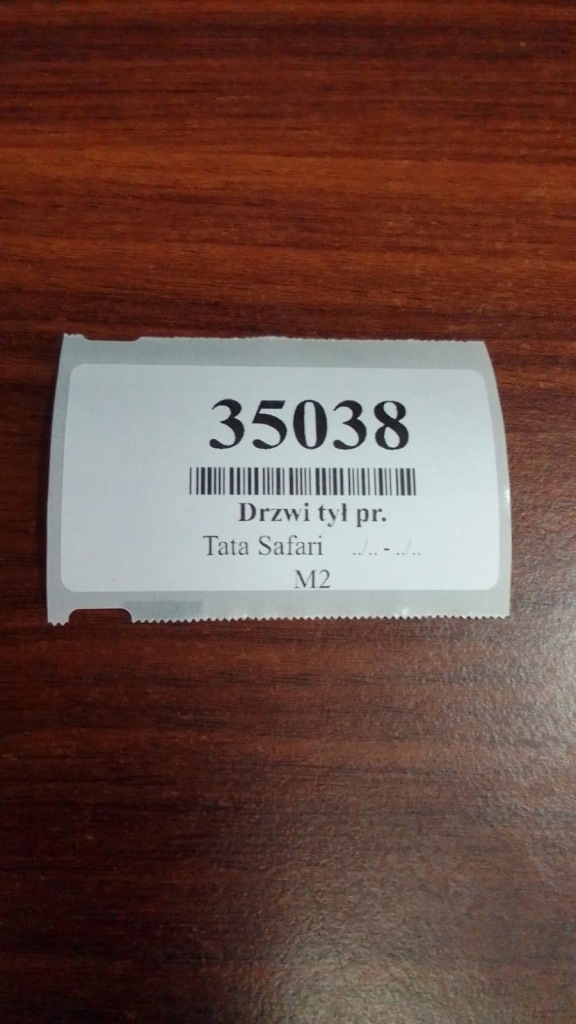 35038
Drzwi tył pr.
Tata Safari ../.. - ../..
M2